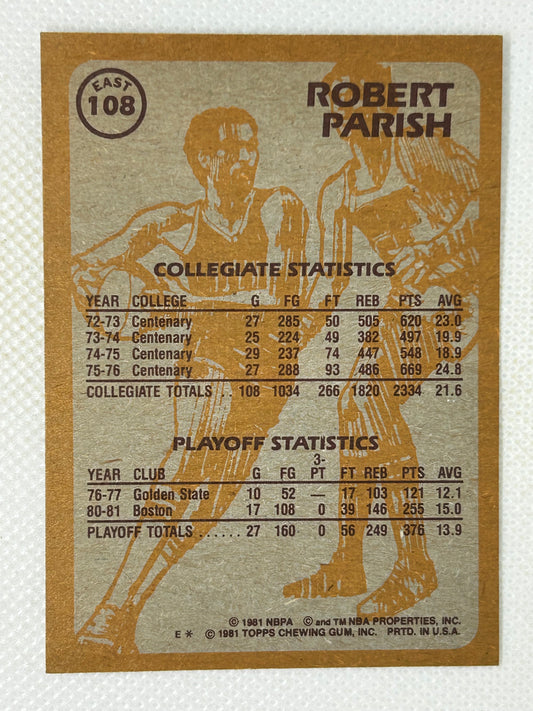 EAST
108
ROBERT
PARISH
COLLEGIATE STATISTICS
YEAR COLLEGE G FG FT REB PTS AVG
72-73 Centenary 27 285 50 505 620 23.0
73-74 Centenary 25 224 49 382 497 19.9
74-75 Centenary 29 237 74 447 548 18.9
75-76 Centenary 27 288 93 486 669 24.8
COLLEGIATE TOTALS . . 108 1034 266 1820 2334 21.6
PLAYOFF STATISTICS
3-
YEAR CLUB G FG PT FT REB PTS AVG
76-77 Golden State 10 52 — 17 103 121 12.1
80-81 Boston 17 108 0 39 146 255 15.0
PLAYOFF TOTALS ...... 27 160 0 56 249 376 13.9
© 1981 NBPA © and TM NBA PROPERTIES, INC.
E * © 1981 TOPPS CHEWING GUM, INC. PRTD. IN U.S.A.